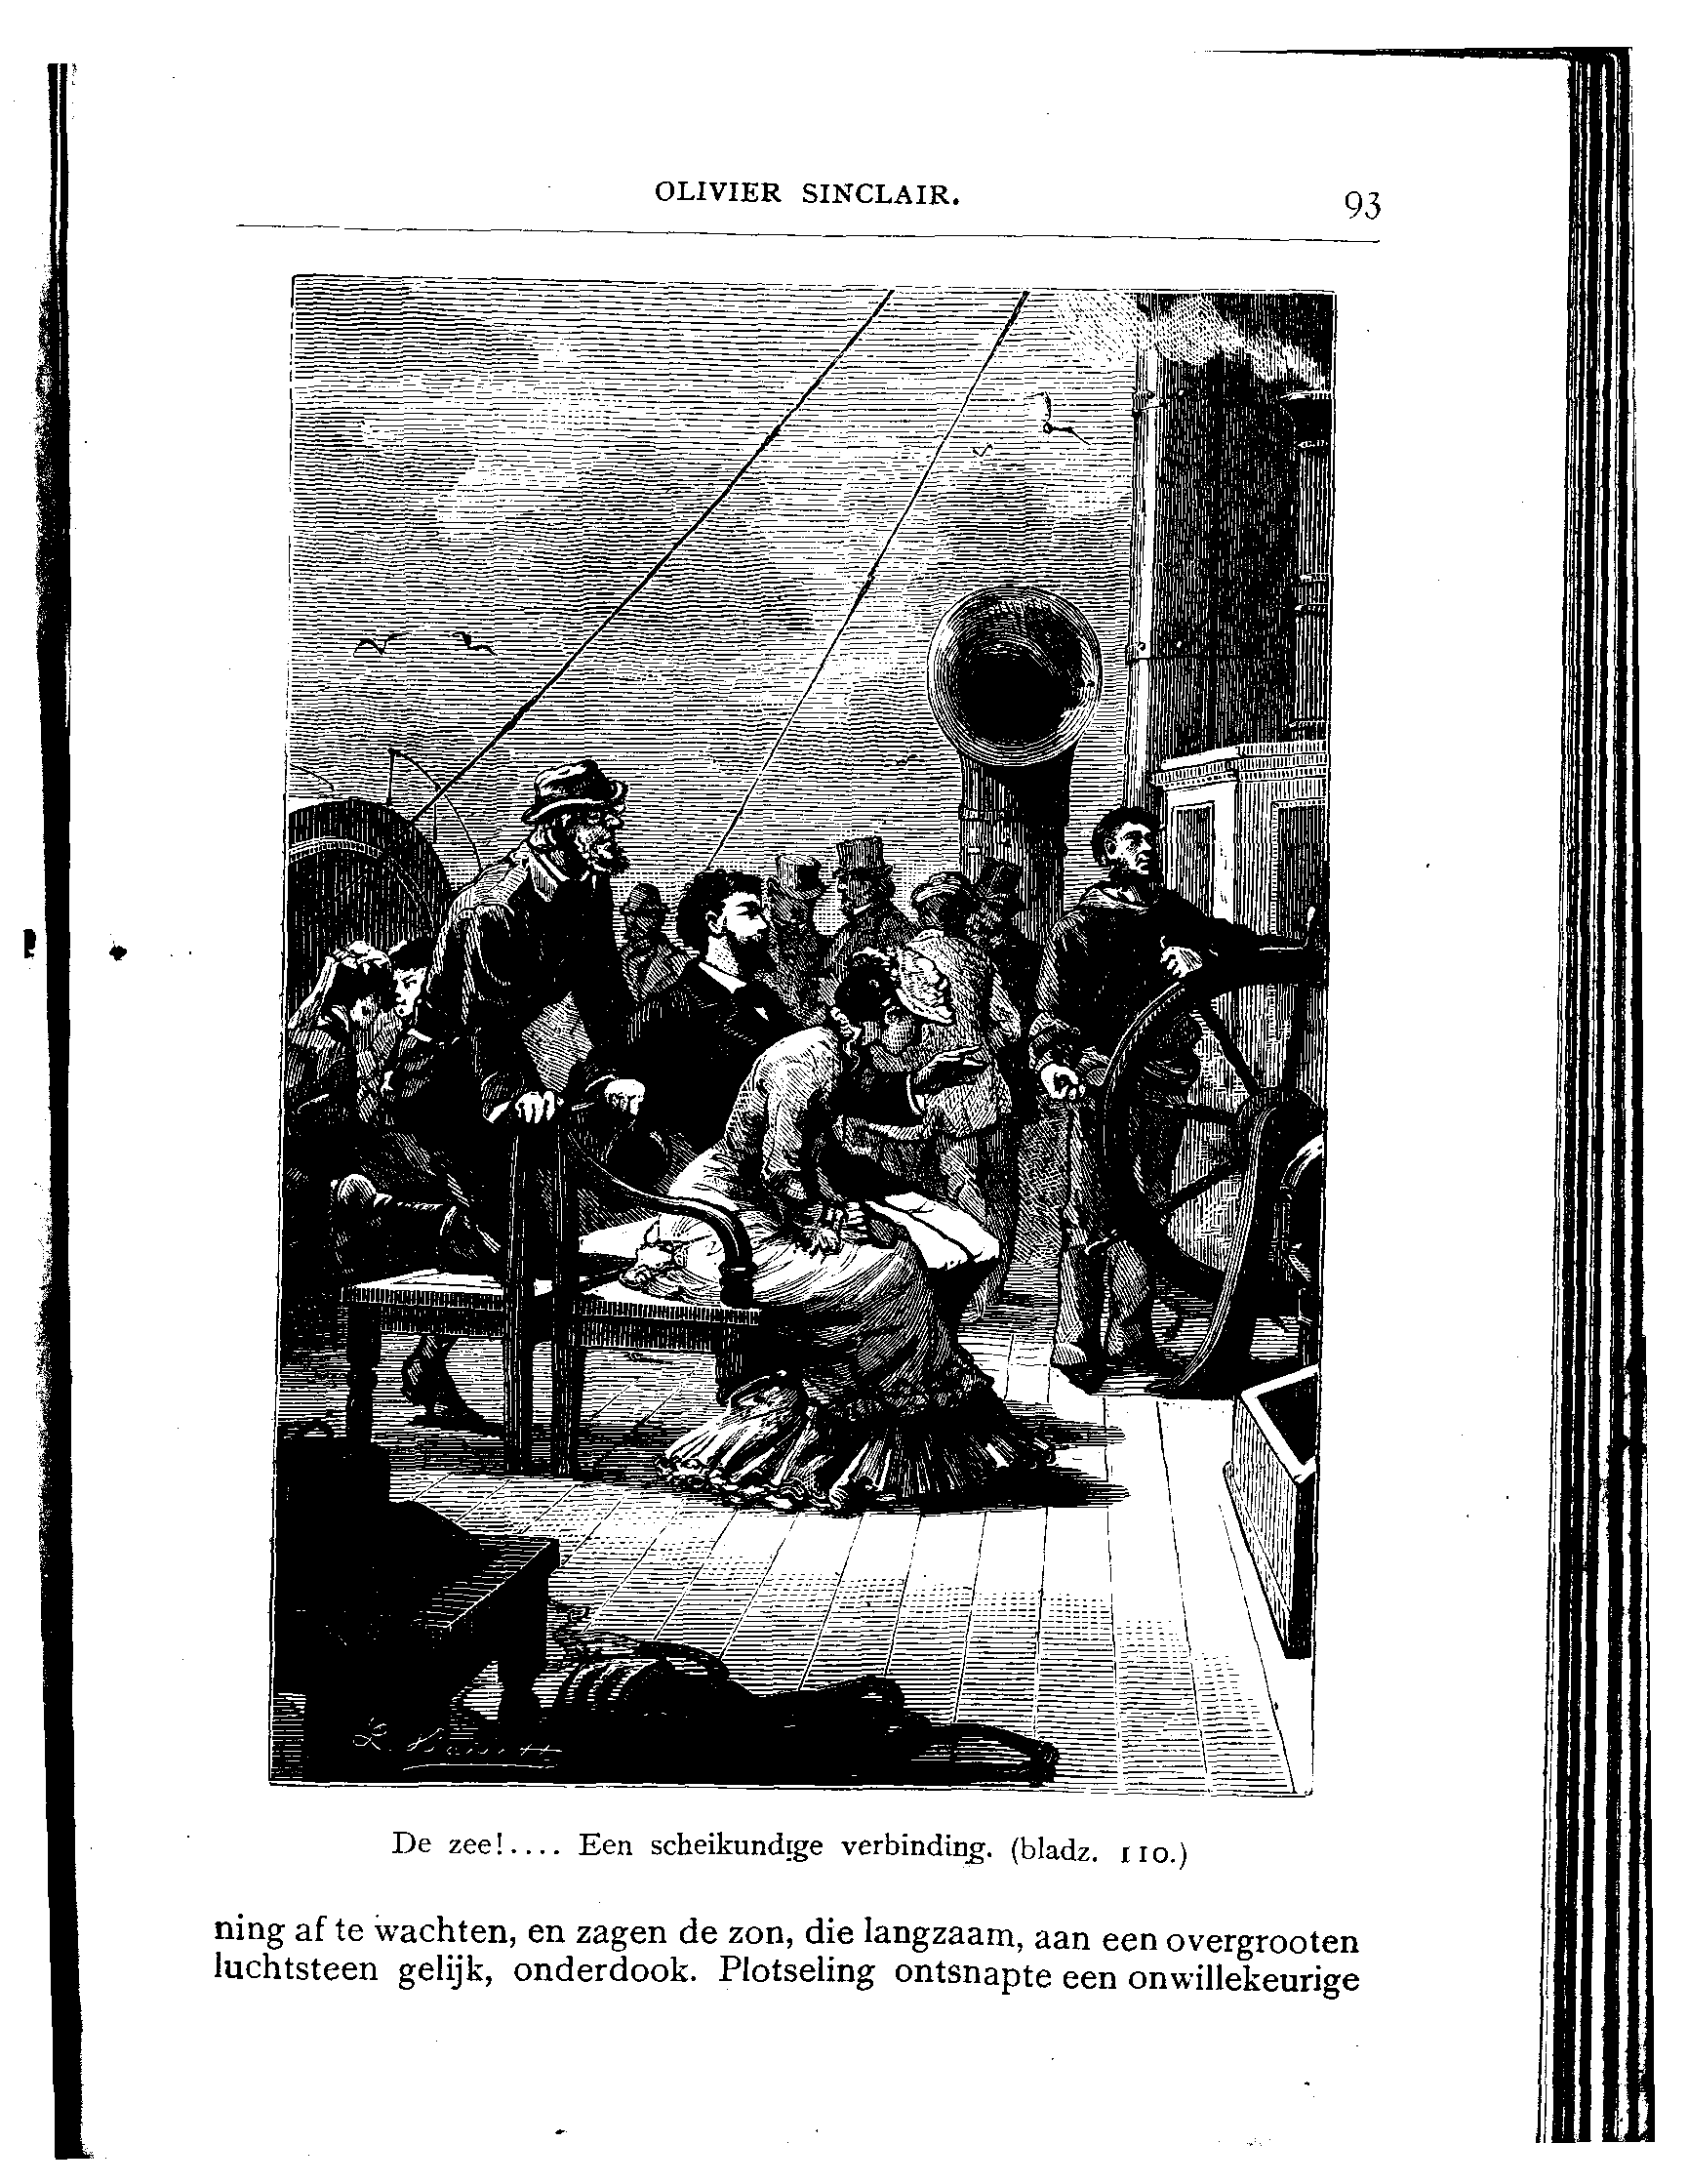 OLIVIER SINCLAIR.
93
De zee!.... Een scheikundige verbinding. (bladz. 110.)
ning af te wachten, en zagen de zon, die langzaam, aan een overgrooten
luchtsteen gelijk, onderdook. Plotseling ontsnapte een onwillekeurige